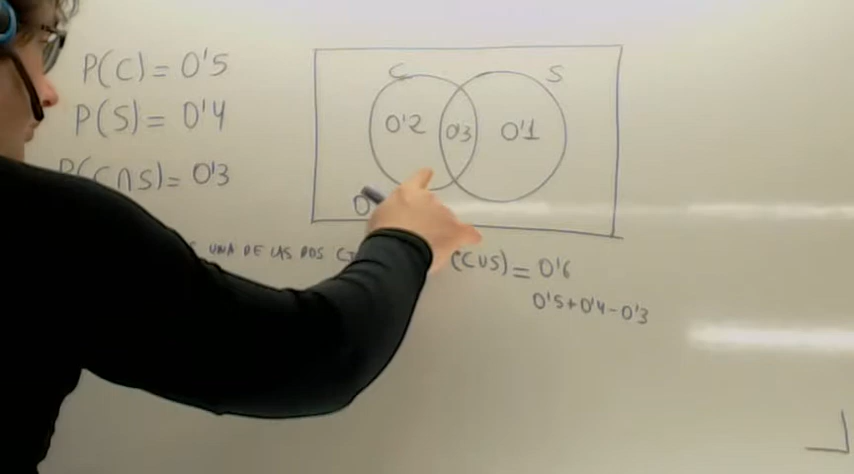 P(C) = 0'5
P(S) = 0'4
P(C∩S) = 0'3
C
S
0'2
0'3
0'1
UNA DE LAS DOS
(C∪S) = 0'6
0'5+0'4-0'3